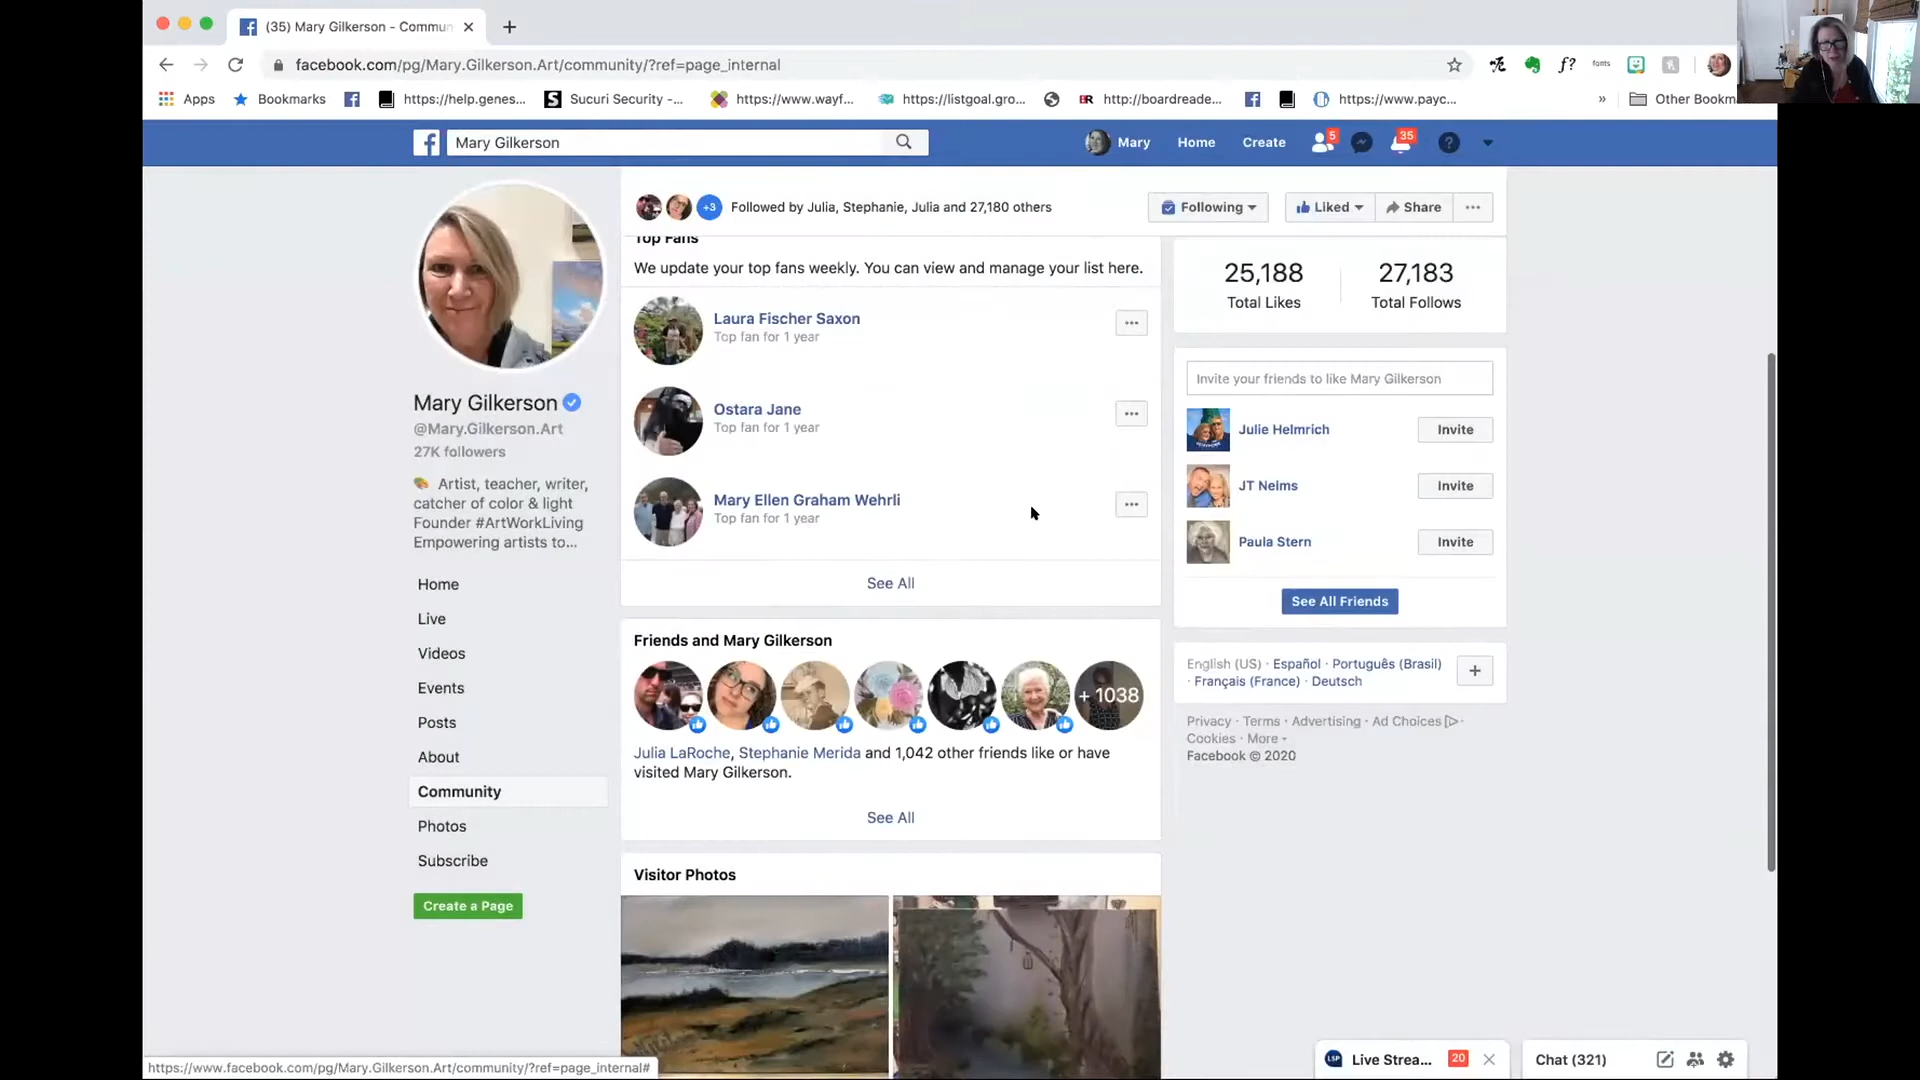 (35) Mary Gilkerson - Commun
facebook.com/pg/Mary.Gilkerson.Art/community/?ref=page_internal
f?
fonts
Apps
Bookmarks
https://help.genes...
Sucuri Security -...
https://www.wayf...
https://listgoal.gro...
BR
http://boardreade...
https://www.payc...
»
Other Bookm
Mary Gilkerson
Mary
Home
Create
5
35
+3
Followed by Julia, Stephanie, Julia and 27,180 others
Following
Liked
Share
Top Fans
We update your top fans weekly. You can view and manage your list here.
Laura Fischer Saxon
Top fan for 1 year
Ostara Jane
Top fan for 1 year
Mary Ellen Graham Wehrli
Top fan for 1 year
See All
25,188
Total Likes
27,183
Total Follows
Invite your friends to like Mary Gilkerson
Julie Helmrich
Invite
JT Nelms
Invite
Paula Stern
Invite
See All Friends
Mary Gilkerson
@Mary.Gilkerson.Art
27K followers
Artist, teacher, writer,
catcher of color & light
Founder #ArtWorkLiving
Empowering artists to...
Home
Live
Videos
Events
Posts
About
Community
Photos
Subscribe
Create a Page
Friends and Mary Gilkerson
+ 1038
Julia LaRoche, Stephanie Merida and 1,042 other friends like or have
visited Mary Gilkerson.
See All
English (US) · Español · Português (Brasil)
· Français (France) · Deutsch
Privacy · Terms · Advertising · Ad Choices ·
Cookies · More
Facebook © 2020
Visitor Photos
https://www.facebook.com/pg/Mary.Gilkerson.Art/community/?ref=page_internal#
LSP
Live Strea...
20
Chat (321)